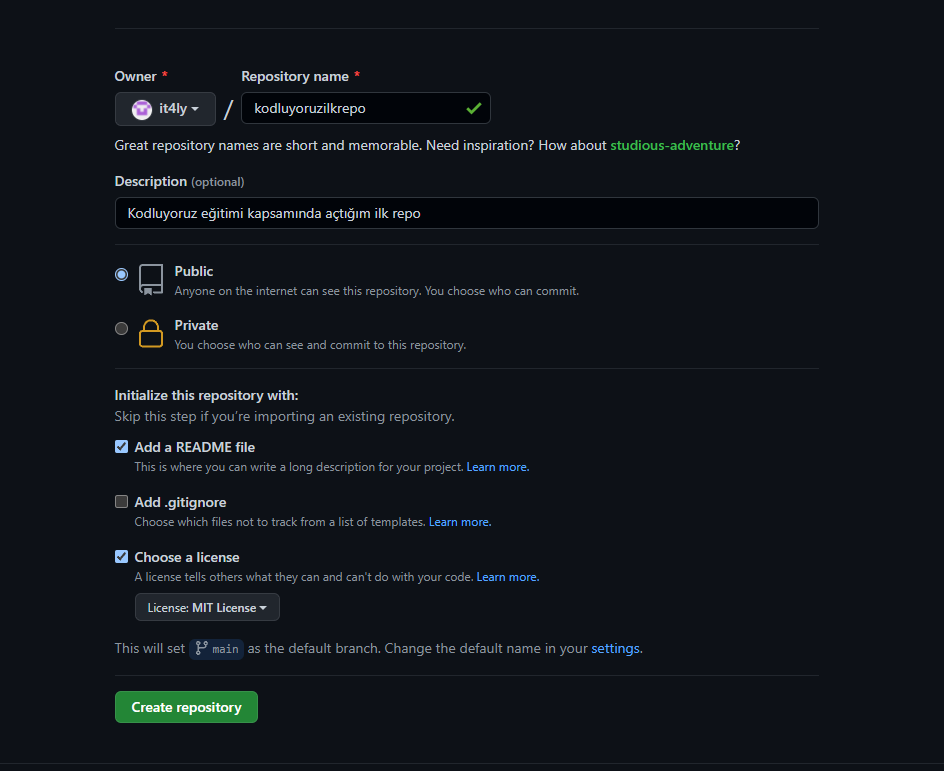 Owner * Repository name *
it4ly / kodluyoruzilkrepo
Great repository names are short and memorable. Need inspiration? How about studious-adventure?
Description (optional)
Kodluyoruz eğitimi kapsamında açtığım ilk repo
Public
Anyone on the internet can see this repository. You choose who can commit.
Private
You choose who can see and commit to this repository.
Initialize this repository with:
Skip this step if you're importing an existing repository.
Add a README file
This is where you can write a long description for your project. Learn more.
Add .gitignore
Choose which files not to track from a list of templates. Learn more.
Choose a license
A license tells others what they can and can't do with your code. Learn more.
License: MIT License
This will set main as the default branch. Change the default name in your settings.
Create repository